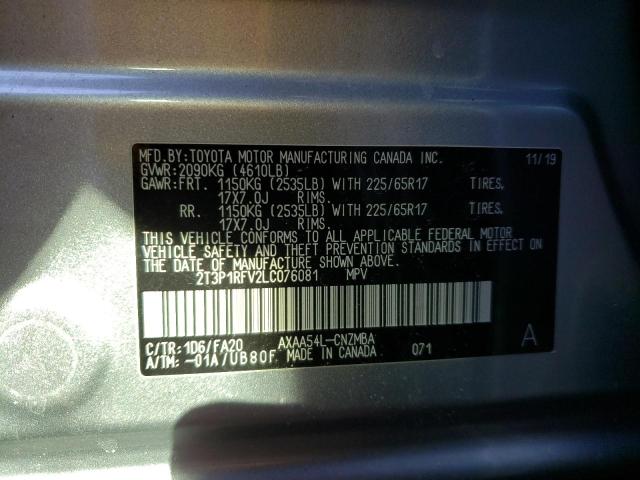 MFD.BY:TOYOTA MOTOR MANUFACTURING CANADA INC. 11/19
GVWR:2090KG (4610LB)
GAWR:FRT. 1150KG (2535LB) WITH 225/65R17 TIRES,
17X7.0J RIMS.
RR. 1150KG (2535LB) WITH 225/65R17 TIRES,
17X7.0J RIMS.
THIS VEHICLE CONFORMS TO ALL APPLICABLE FEDERAL MOTOR
VEHICLE SAFETY AND THEFT PREVENTION STANDARDS IN EFFECT ON
THE DATE OF MANUFACTURE SHOWN ABOVE.
2T3P1RFV2LC076081 MPV
C/TR:1D6/FA20 AXAA54L-CNZMBA A
A/TM:-01A/UB80F MADE IN CANADA 071